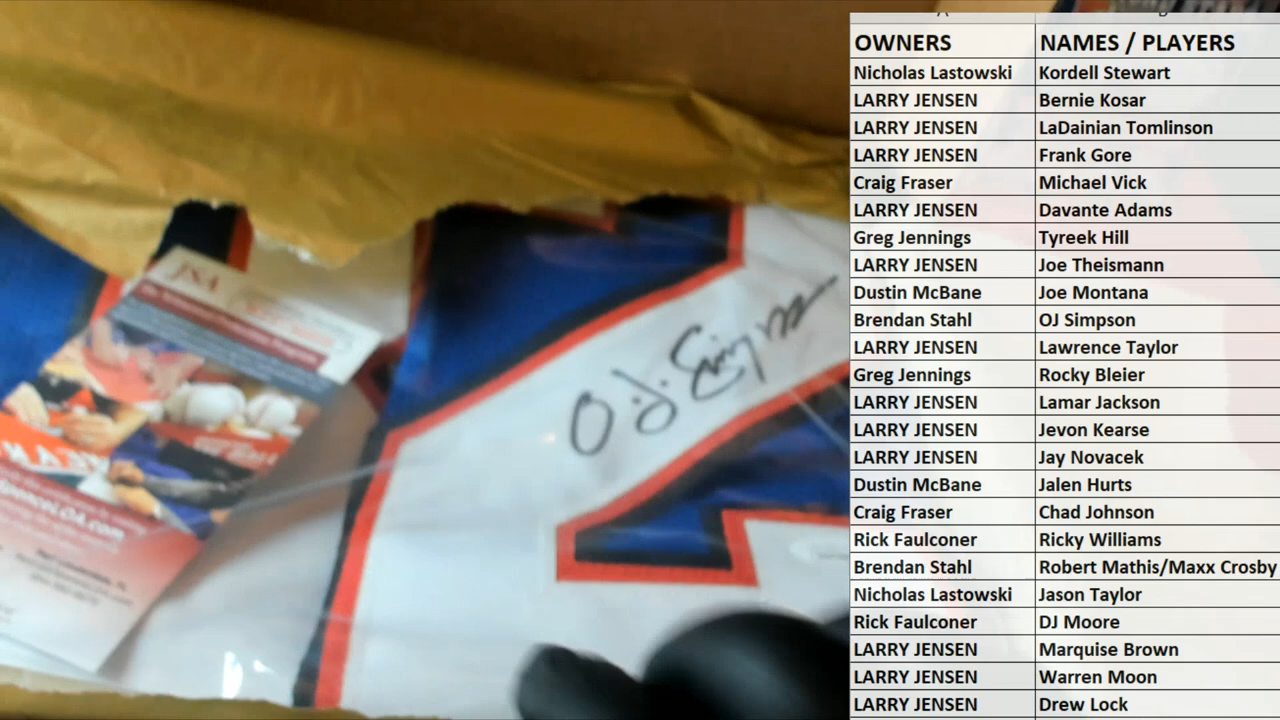 OWNERS NAMES / PLAYERS
Nicholas Lastowski Kordell Stewart
LARRY JENSEN Bernie Kosar
LARRY JENSEN LaDainian Tomlinson
LARRY JENSEN Frank Gore
Craig Fraser Michael Vick
LARRY JENSEN Davante Adams
Greg Jennings Tyreek Hill
LARRY JENSEN Joe Theismann
Dustin McBane Joe Montana
Brendan Stahl OJ Simpson
LARRY JENSEN Lawrence Taylor
Greg Jennings Rocky Bleier
LARRY JENSEN Lamar Jackson
LARRY JENSEN Jevon Kearse
LARRY JENSEN Jay Novacek
Dustin McBane Jalen Hurts
Craig Fraser Chad Johnson
Rick Faulconer Ricky Williams
Brendan Stahl Robert Mathis/Maxx Crosby
Nicholas Lastowski Jason Taylor
Rick Faulconer DJ Moore
LARRY JENSEN Marquise Brown
LARRY JENSEN Warren Moon
LARRY JENSEN Drew Lock
JSA
O.J. Simpson